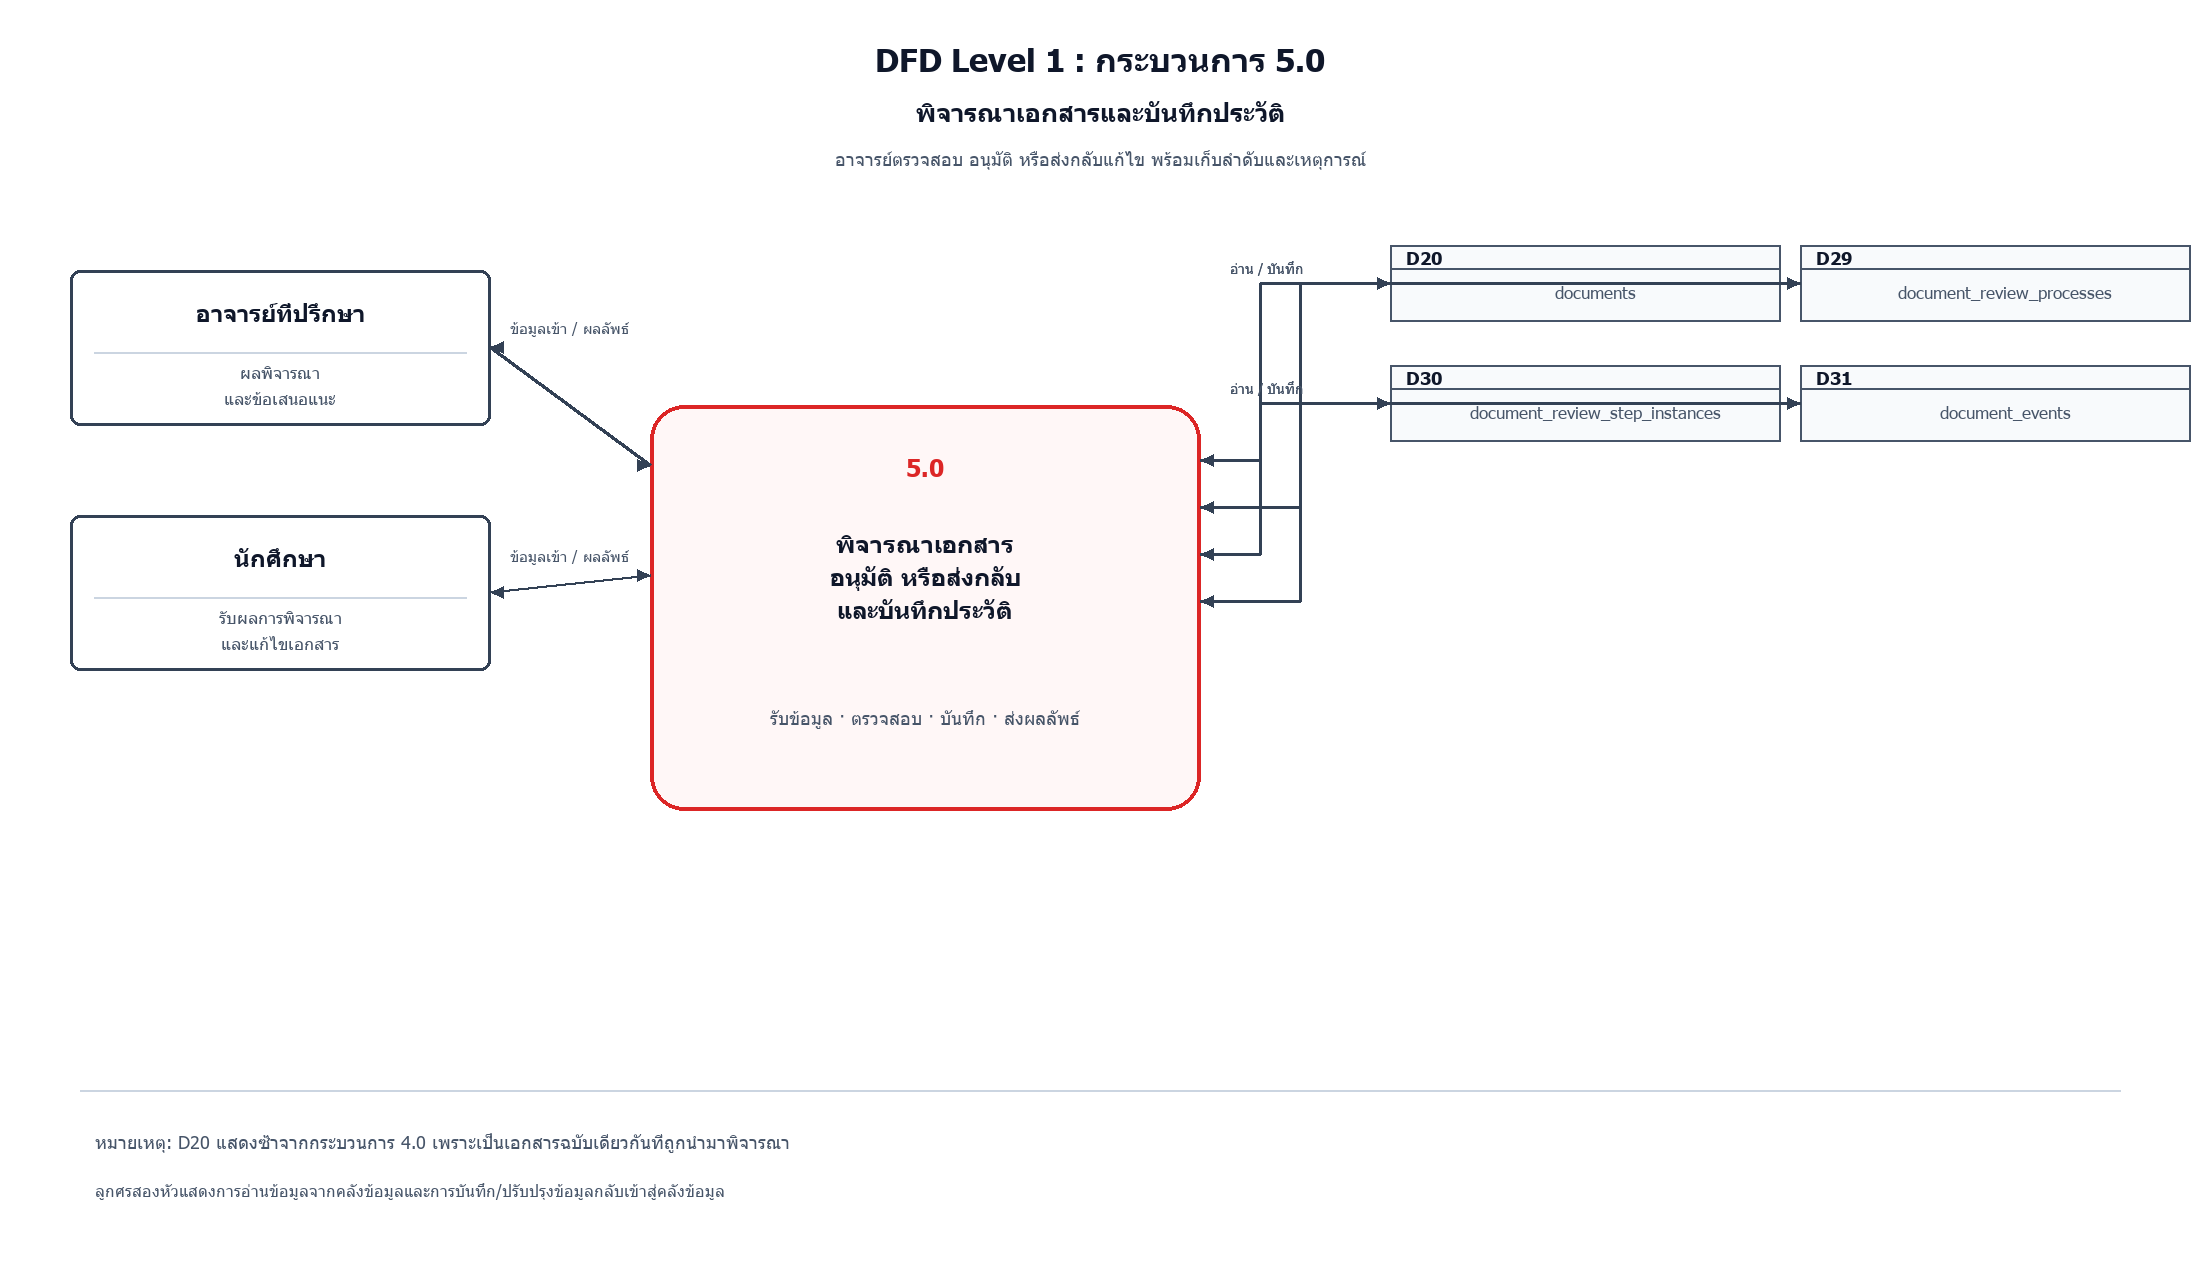 DFD Level 1 : กระบวนการ 5.0
พิจารณาเอกสารและบันทึกประวัติ
อาจารย์ตรวจสอบ อนุมัติ หรือส่งกลับแก้ไข พร้อมเก็บลำดับและเหตุการณ์
อาจารย์ที่ปรึกษา
ผลพิจารณา
และข้อเสนอแนะ
ข้อมูลเข้า / ผลลัพธ์
นักศึกษา
รับผลการพิจารณา
และแก้ไขเอกสาร
ข้อมูลเข้า / ผลลัพธ์
5.0
พิจารณาเอกสาร
อนุมัติ หรือส่งกลับ
และบันทึกประวัติ
รับข้อมูล · ตรวจสอบ · บันทึก · ส่งผลลัพธ์
อ่าน / บันทึก
D20
documents
D29
document_review_processes
อ่าน / บันทึก
D30
document_review_step_instances
D31
document_events
หมายเหตุ: D20 แสดงซ้ำจากกระบวนการ 4.0 เพราะเป็นเอกสารฉบับเดียวกันที่ถูกนำมาพิจารณา
ลูกศรสองหัวแสดงการอ่านข้อมูลจากคลังข้อมูลและการบันทึก/ปรับปรุงข้อมูลกลับเข้าสู่คลังข้อมูล